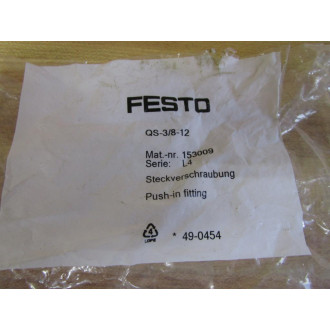 FESTO
QS-3/8-12
Mat.-nr. 153009
Serie: L4
Steckverschraubung
Push-in fitting
4
LDPE
* 49-0454